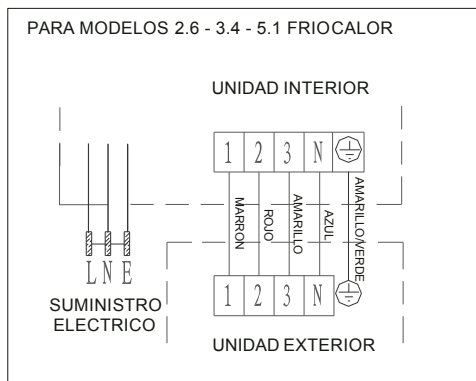 PARA MODELOS 2.6 - 3.4 - 5.1 FRIOCALOR
UNIDAD INTERIOR
1 2 3 N
MARRON
ROJO
AMARILLO
AZUL
AMARILLO/VERDE
L N E
SUMINISTRO
ELECTRICO
1 2 3 N
UNIDAD EXTERIOR